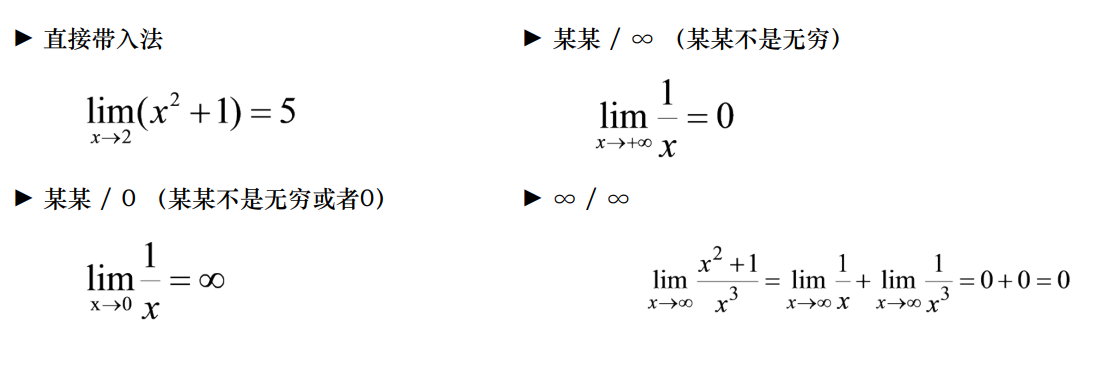 ▶ 直接带入法
lim(x² +1) = 5
x→2
▶ 某某 / 0 （某某不是无穷或者0）
lim 1/x = ∞
x→0
▶ 某某 / ∞ （某某不是无穷）
lim 1/x = 0
x→+∞
▶ ∞ / ∞
lim (x² +1)/x³ = lim 1/x + lim 1/x³ = 0 + 0 = 0
x→∞ x→∞ x→∞